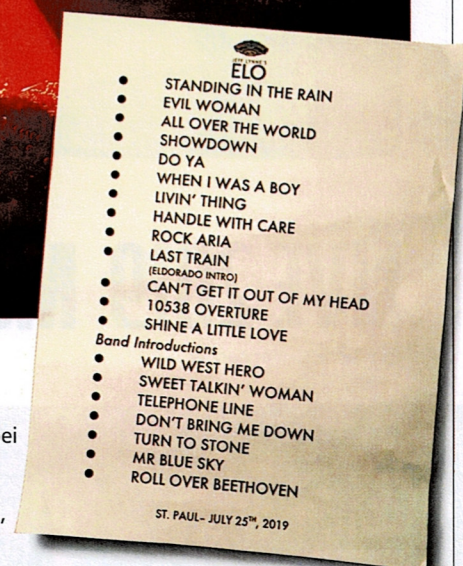 JEFF LYNNE'S
ELO
• STANDING IN THE RAIN
• EVIL WOMAN
• ALL OVER THE WORLD
• SHOWDOWN
• DO YA
• WHEN I WAS A BOY
• LIVIN' THING
• HANDLE WITH CARE
• ROCK ARIA
• LAST TRAIN
(ELDORADO INTRO)
• CAN'T GET IT OUT OF MY HEAD
• 10538 OVERTURE
• SHINE A LITTLE LOVE
Band Introductions
• WILD WEST HERO
• SWEET TALKIN' WOMAN
• TELEPHONE LINE
• DON'T BRING ME DOWN
• TURN TO STONE
• MR BLUE SKY
• ROLL OVER BEETHOVEN
ST. PAUL– JULY 25TH, 2019
ei
,